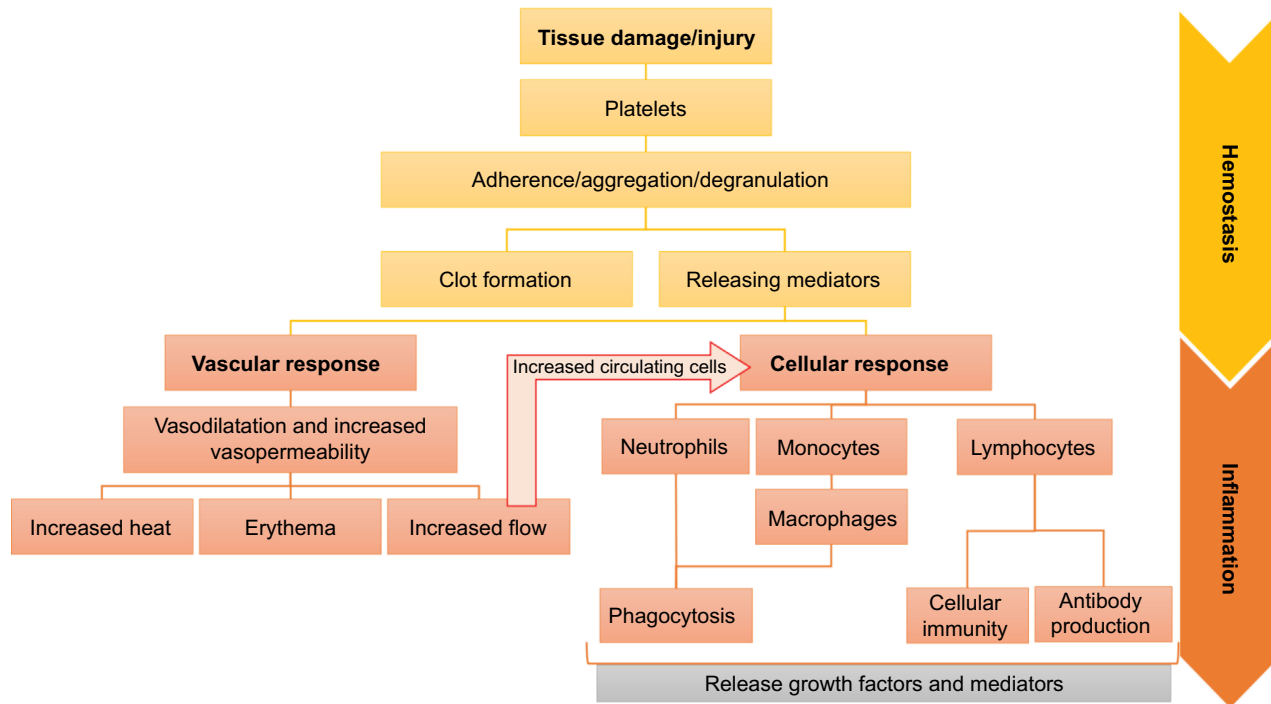 Tissue damage/injury
Platelets
Adherence/aggregation/degranulation
Clot formation
Releasing mediators
Hemostasis
Vascular response
Increased circulating cells
Cellular response
Vasodilatation and increased
vasopermeability
Neutrophils
Monocytes
Lymphocytes
Increased heat
Erythema
Increased flow
Macrophages
Inflammation
Phagocytosis
Cellular
immunity
Antibody
production
Release growth factors and mediators